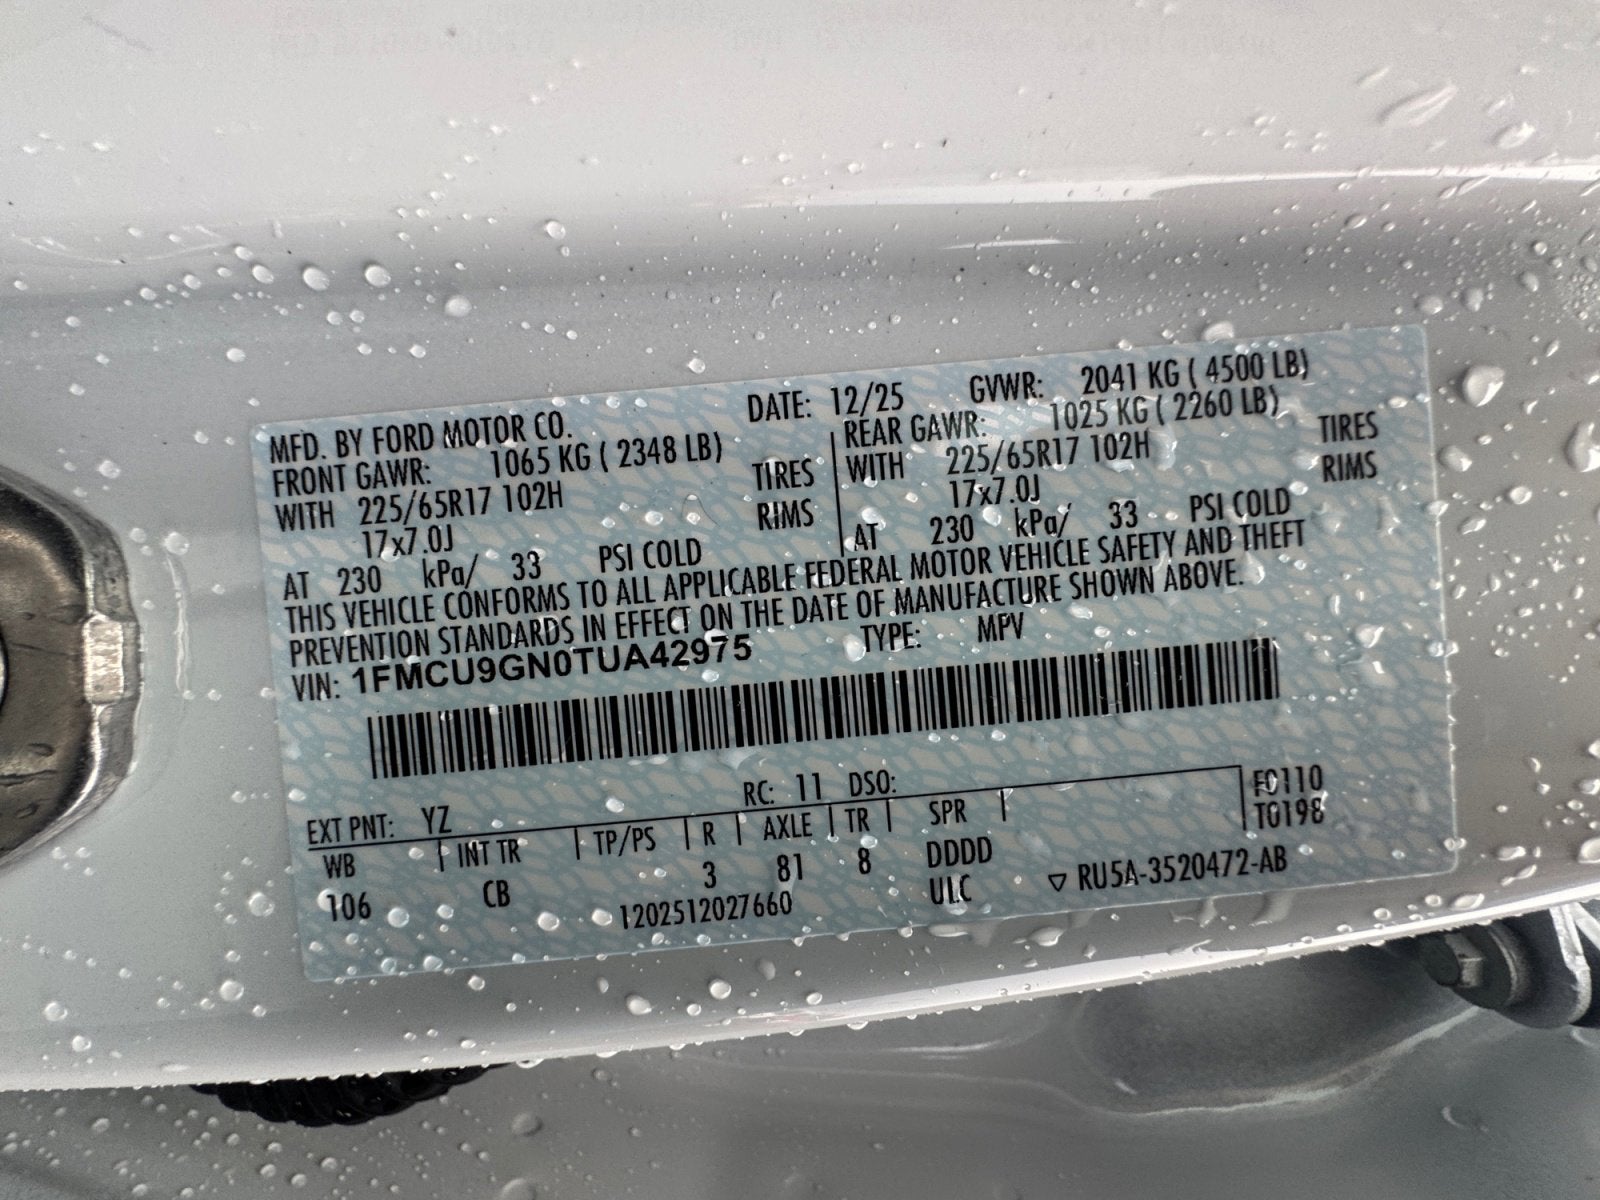 MFD. BY FORD MOTOR CO. DATE: 12/25 GVWR: 2041 KG ( 4500 LB)
FRONT GAWR: 1065 KG ( 2348 LB) REAR GAWR: 1025 KG ( 2260 LB)
WITH 225/65R17 102H TIRES WITH 225/65R17 102H TIRES
17x7.0J RIMS 17x7.0J RIMS
AT 230 kPa/ 33 PSI COLD AT 230 kPa/ 33 PSI COLD
THIS VEHICLE CONFORMS TO ALL APPLICABLE FEDERAL MOTOR VEHICLE SAFETY AND THEFT
PREVENTION STANDARDS IN EFFECT ON THE DATE OF MANUFACTURE SHOWN ABOVE.
VIN: 1FMCU9GN0TUA42975 TYPE: MPV
EXT PNT: YZ RC: 11 DSO: F0110
WB INT TR TP/PS R AXLE TR SPR T0198
106 CB 3 81 8 DDDD
1202512027660 ULC ▽ RU5A-3520472-AB